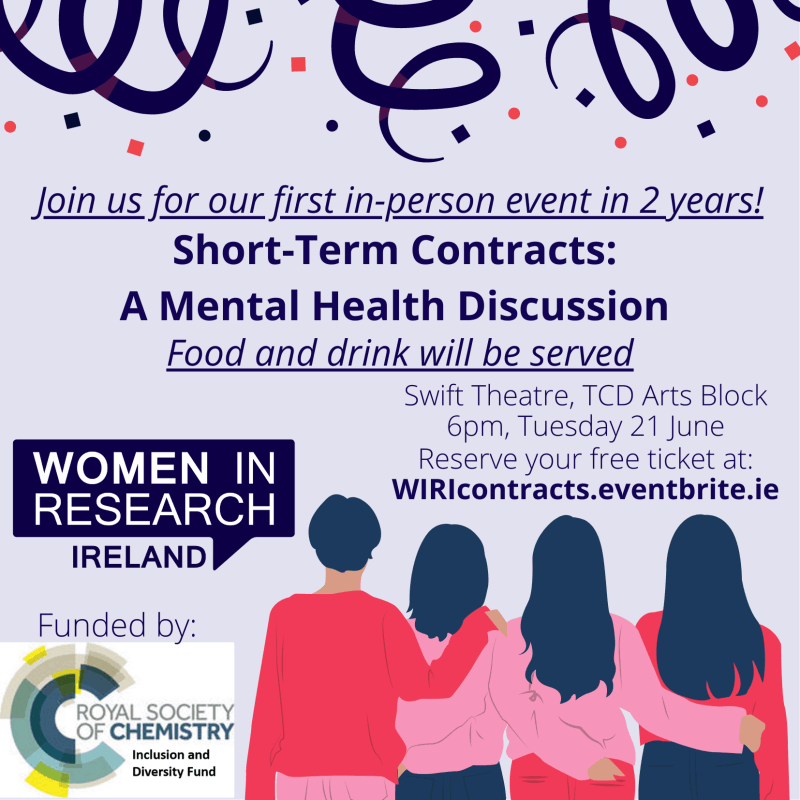 Join us for our first in-person event in 2 years!
Short-Term Contracts:
A Mental Health Discussion
Food and drink will be served
Swift Theatre, TCD Arts Block
6pm, Tuesday 21 June
Reserve your free ticket at:
WIRIcontracts.eventbrite.ie
WOMEN IN
RESEARCH
IRELAND
Funded by:
ROYAL SOCIETY
OF CHEMISTRY
Inclusion and
Diversity Fund